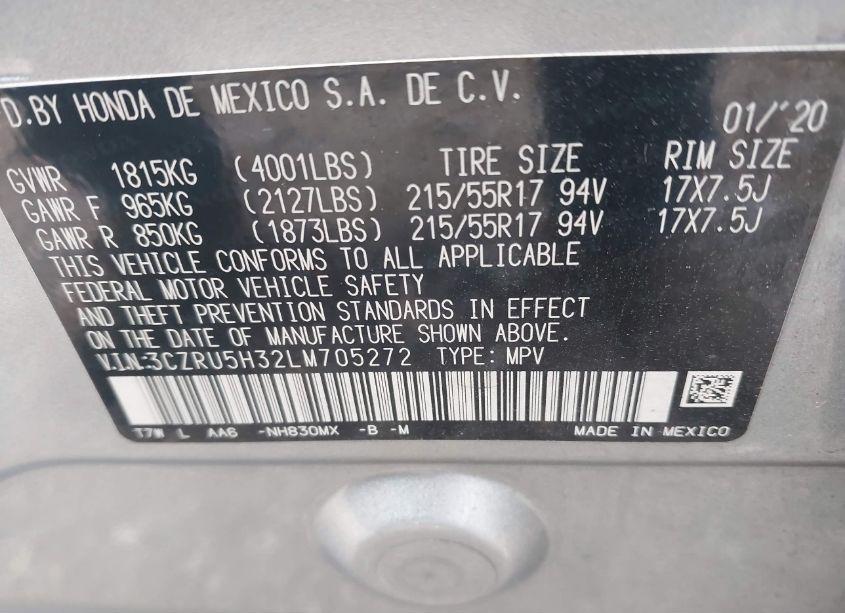 D.BY HONDA DE MEXICO S.A. DE C.V.
01/'20
GVWR 1815KG (4001LBS) TIRE SIZE RIM SIZE
GAWR F 965KG (2127LBS) 215/55R17 94V 17X7.5J
GAWR R 850KG (1873LBS) 215/55R17 94V 17X7.5J
THIS VEHICLE CONFORMS TO ALL APPLICABLE
FEDERAL MOTOR VEHICLE SAFETY
AND THEFT PREVENTION STANDARDS IN EFFECT
ON THE DATE OF MANUFACTURE SHOWN ABOVE.
V.I.N:3CZRU5H32LM705272 TYPE: MPV
T7W L AA6 -NH830MX -B -M MADE IN MEXICO